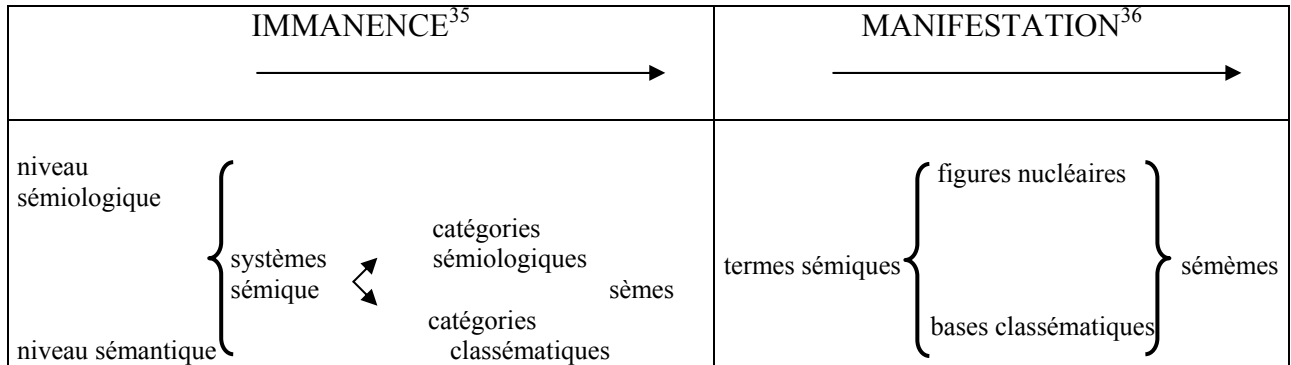 IMMANENCE35
MANIFESTATION36
niveau
sémiologique
niveau sémantique
systèmes
sémique
catégories
sémiologiques
sèmes
catégories
classématiques
termes sémiques
figures nucléaires
bases classématiques
sémèmes